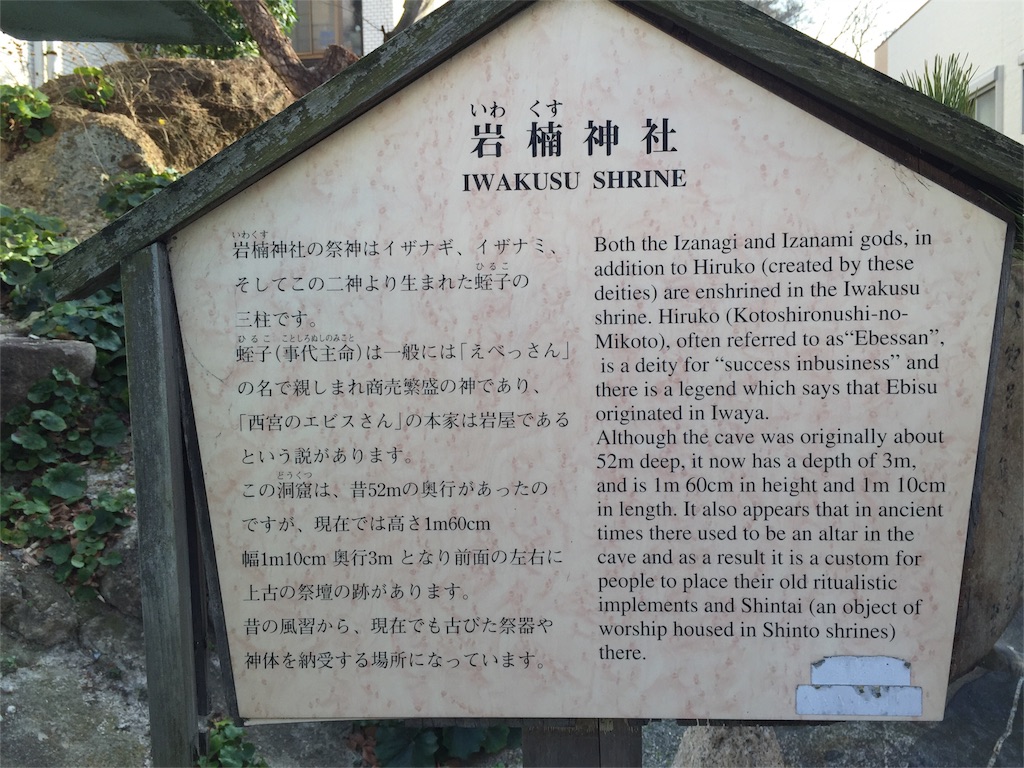 いわ くす
岩楠神社
IWAKUSU SHRINE
いわくす
岩楠神社の祭神はイザナギ、イザナミ、
ひるこ
そしてこの二神より生まれた蛭子の
三柱です。
ひるこ ことしろぬしのみこと
蛭子(事代主命)は一般には「えべっさん」
の名で親しまれ商売繁盛の神であり、
「西宮のエビスさん」の本家は岩屋である
という説があります。
どうくつ
この洞窟は、昔52mの奥行があったの
ですが、現在では高さ1m60cm
幅1m10cm 奥行3m となり前面の左右に
上古の祭壇の跡があります。
昔の風習から、現在でも古びた祭器や
神体を納受する場所になっています。
Both the Izanagi and Izanami gods, in
addition to Hiruko (created by these
deities) are enshrined in the Iwakusu
shrine. Hiruko (Kotoshironushi-no-
Mikoto), often referred to as“Ebessan”,
is a deity for “success inbusiness” and
there is a legend which says that Ebisu
originated in Iwaya.
Although the cave was originally about
52m deep, it now has a depth of 3m,
and is 1m 60cm in height and 1m 10cm
in length. It also appears that in ancient
times there used to be an altar in the
cave and as a result it is a custom for
people to place their old ritualistic
implements and Shintai (an object of
worship housed in Shinto shrines)
there.